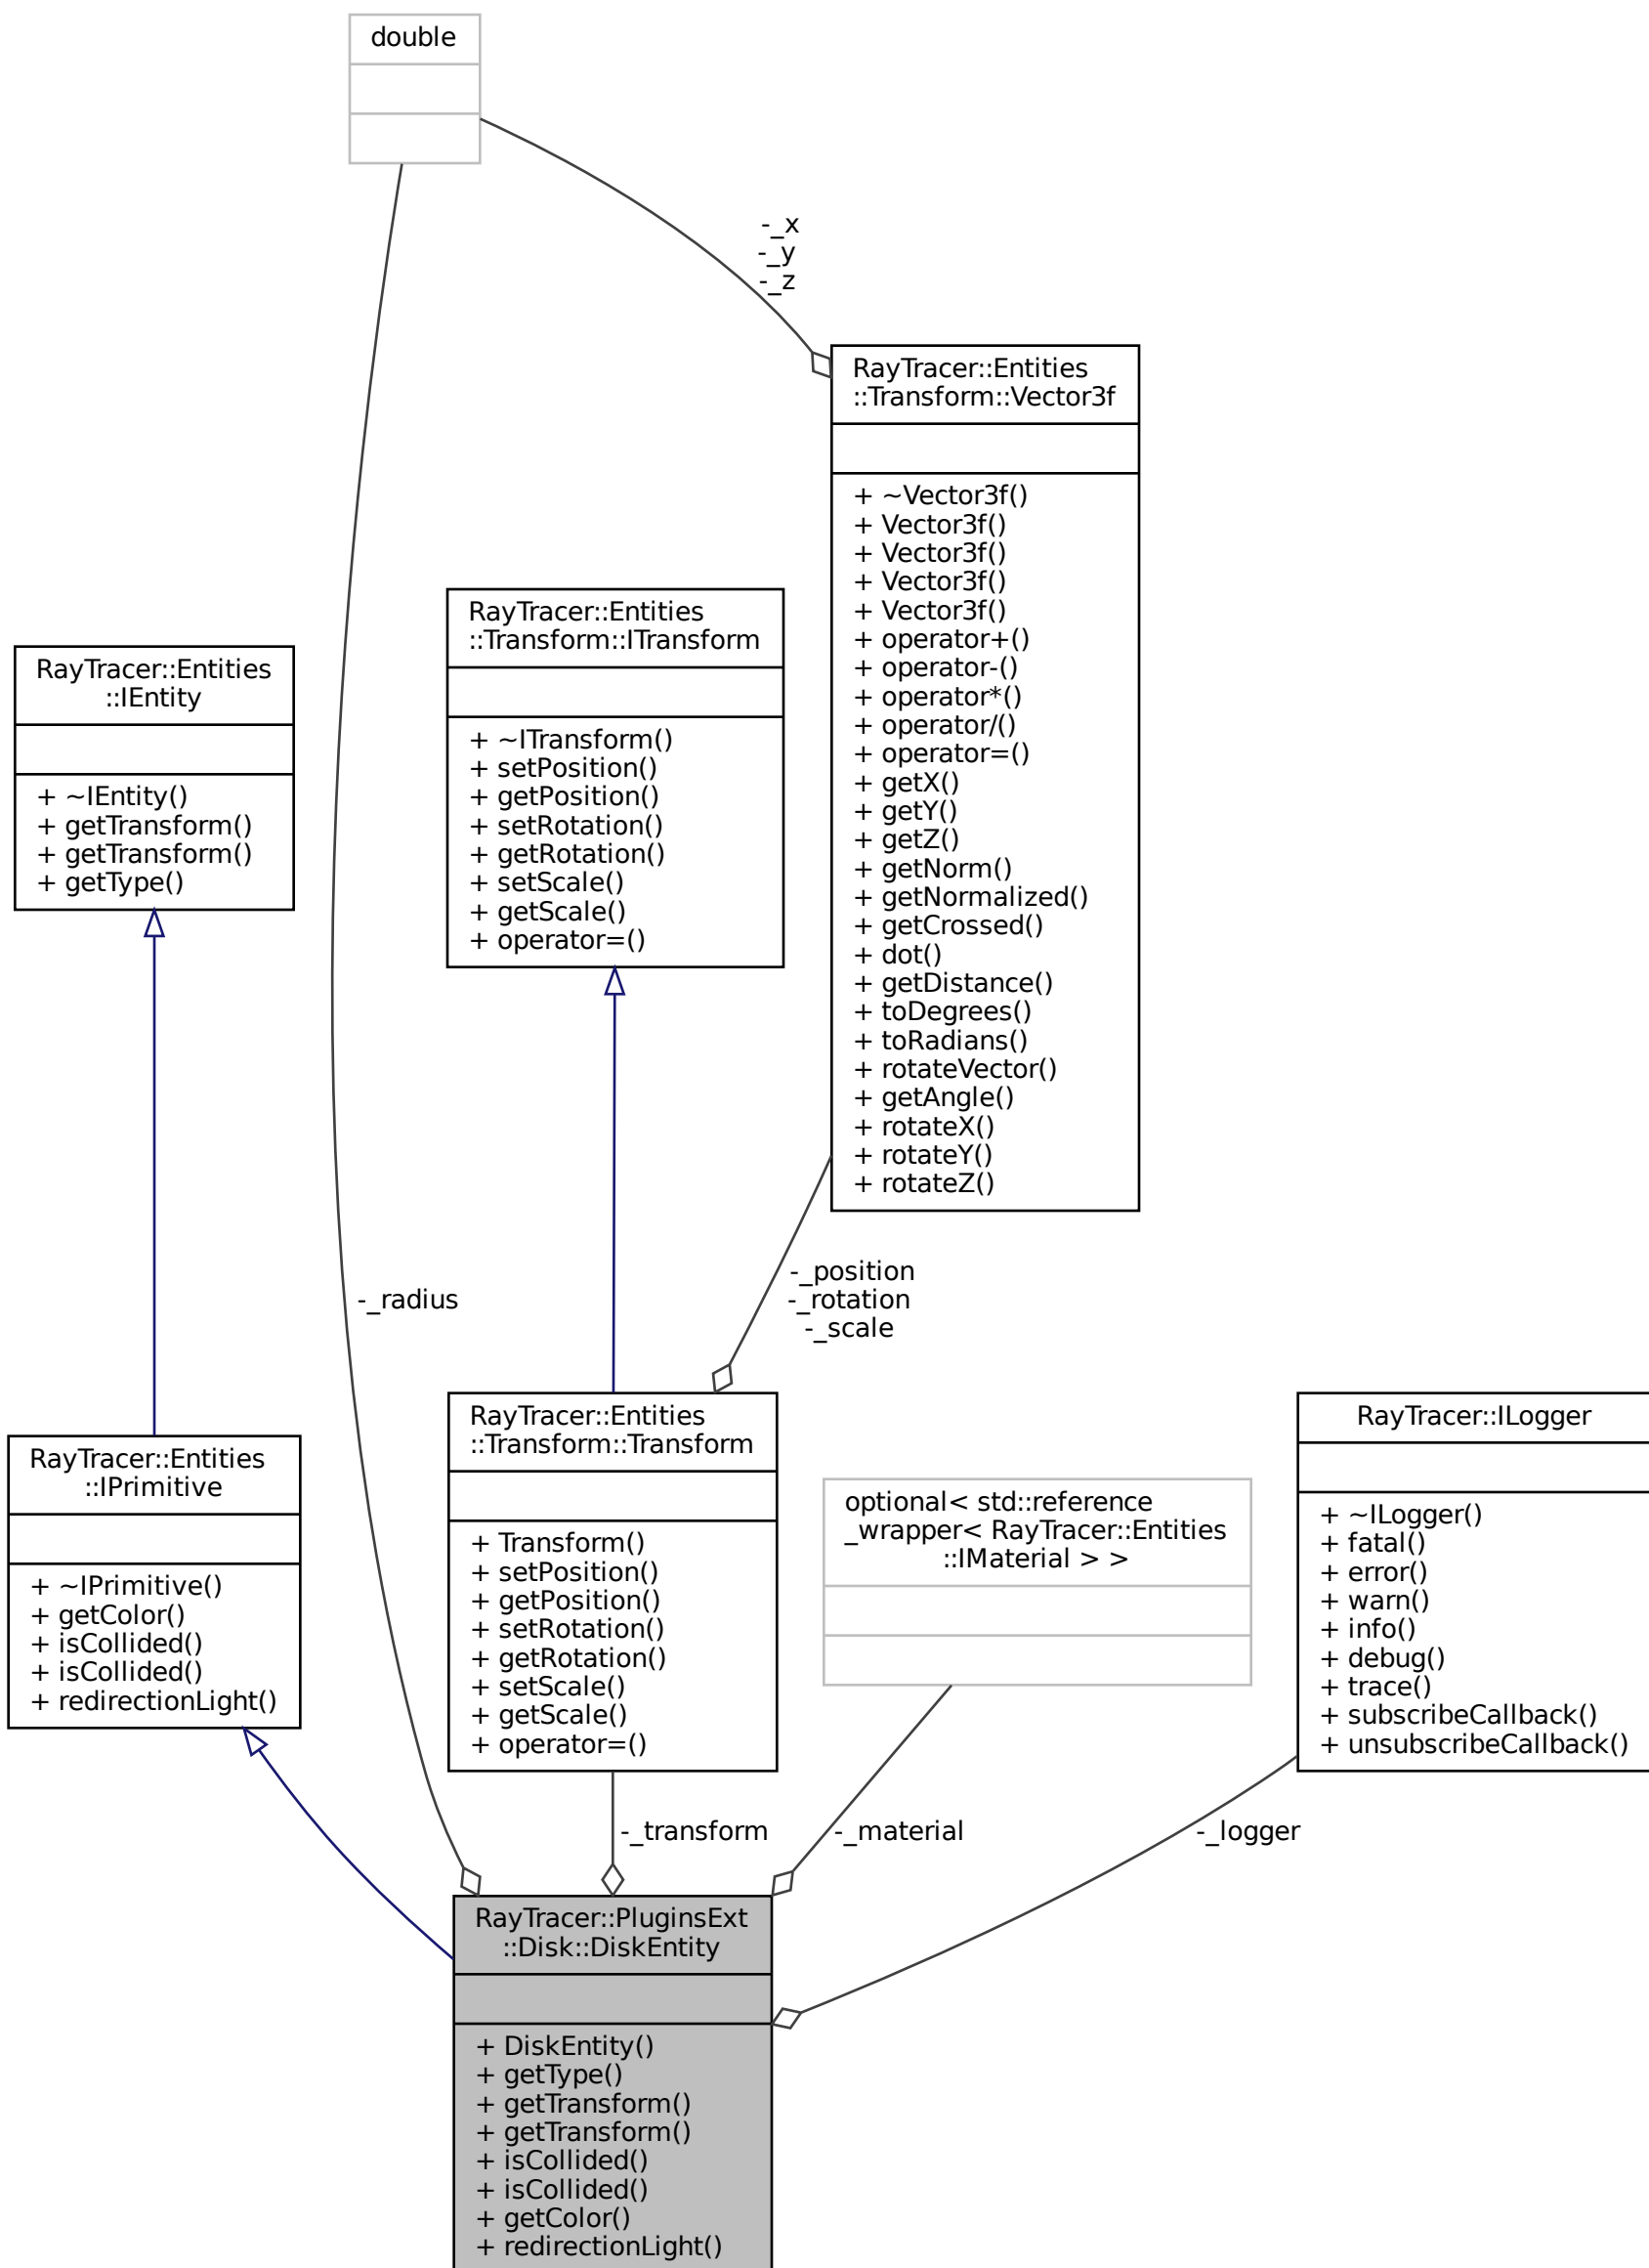 double
-_x
-_y
-_z
RayTracer::Entities
::Transform::Vector3f
+ ~Vector3f()
+ Vector3f()
+ Vector3f()
+ Vector3f()
+ Vector3f()
+ operator+()
+ operator-()
+ operator*()
+ operator/()
+ operator=()
+ getX()
+ getY()
+ getZ()
+ getNorm()
+ getNormalized()
+ getCrossed()
+ dot()
+ getDistance()
+ toDegrees()
+ toRadians()
+ rotateVector()
+ getAngle()
+ rotateX()
+ rotateY()
+ rotateZ()
RayTracer::Entities
::Transform::ITransform
+ ~ITransform()
+ setPosition()
+ getPosition()
+ setRotation()
+ getRotation()
+ setScale()
+ getScale()
+ operator=()
RayTracer::Entities
::IEntity
+ ~IEntity()
+ getTransform()
+ getTransform()
+ getType()
-_radius
-_position
-_rotation
-_scale
RayTracer::Entities
::IPrimitive
+ ~IPrimitive()
+ getColor()
+ isCollided()
+ isCollided()
+ redirectionLight()
RayTracer::Entities
::Transform::Transform
+ Transform()
+ setPosition()
+ getPosition()
+ setRotation()
+ getRotation()
+ setScale()
+ getScale()
+ operator=()
optional< std::reference
_wrapper< RayTracer::Entities
::IMaterial > >
RayTracer::ILogger
+ ~ILogger()
+ fatal()
+ error()
+ warn()
+ info()
+ debug()
+ trace()
+ subscribeCallback()
+ unsubscribeCallback()
-_transform
-_material
-_logger
RayTracer::PluginsExt
::Disk::DiskEntity
+ DiskEntity()
+ getType()
+ getTransform()
+ getTransform()
+ isCollided()
+ isCollided()
+ getColor()
+ redirectionLight()